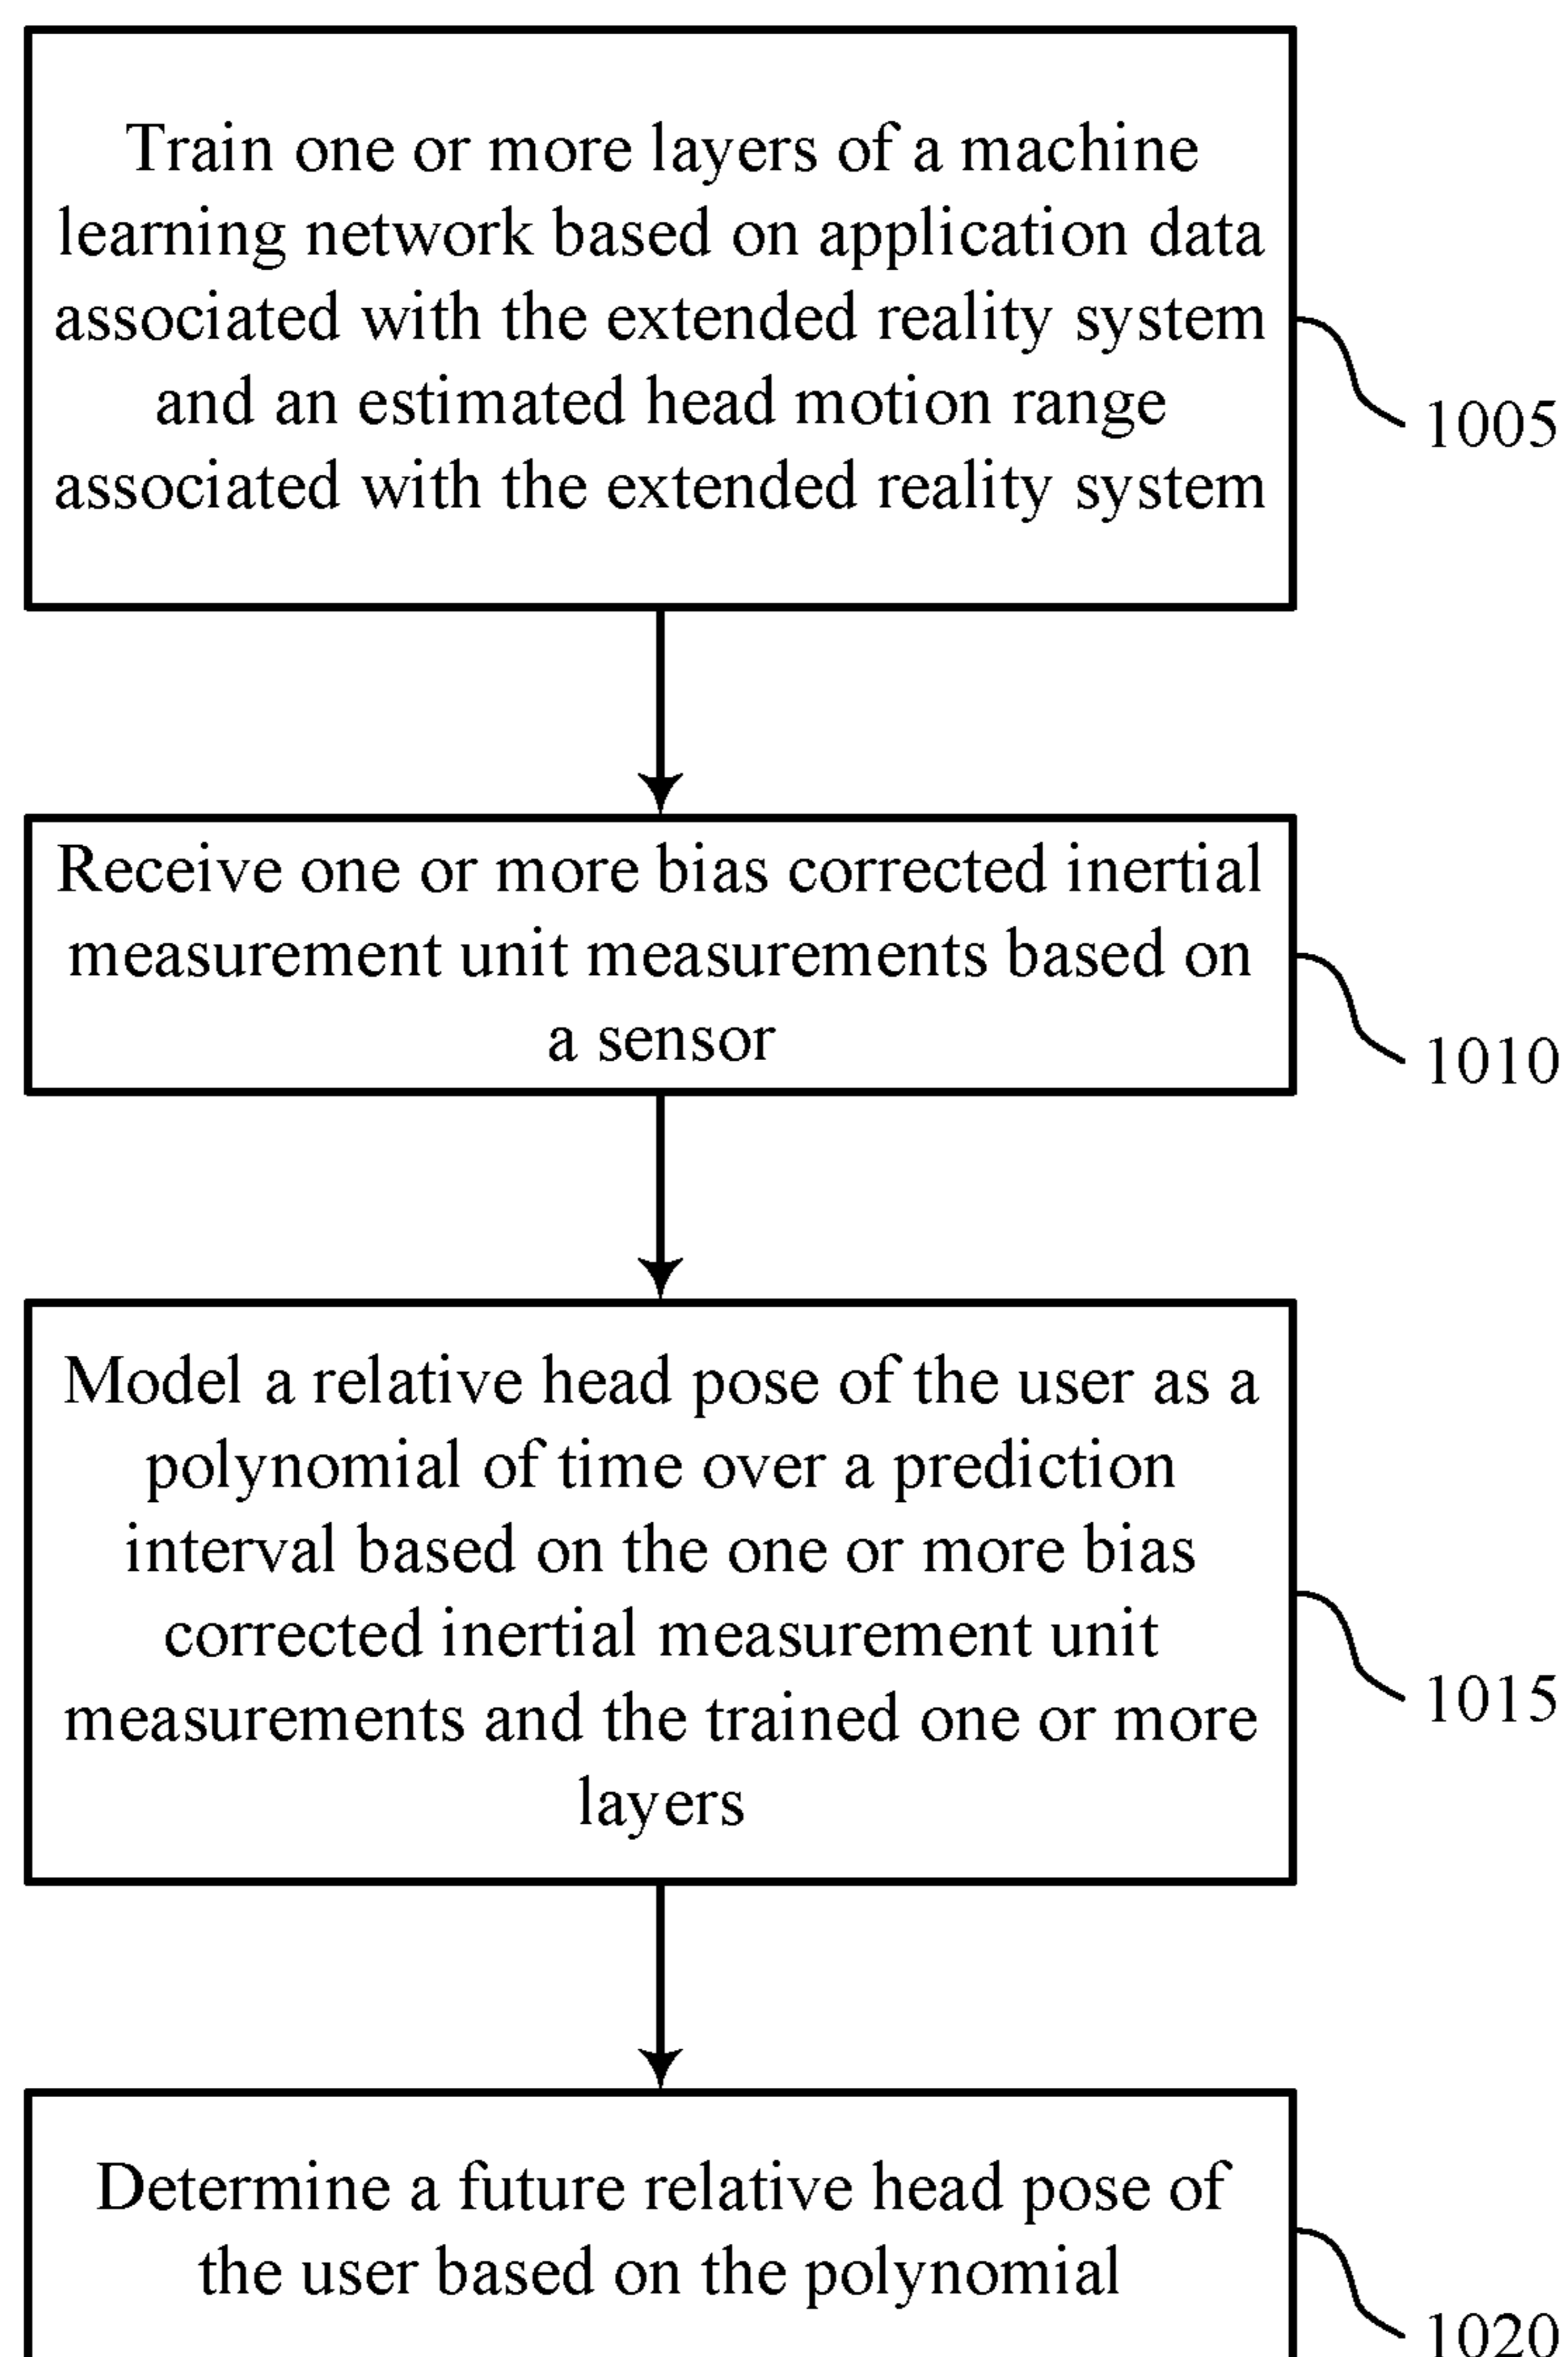 Train one or more layers of a machine
learning network based on application data
associated with the extended reality system
and an estimated head motion range
associated with the extended reality system
1005
Receive one or more bias corrected inertial
measurement unit measurements based on
a sensor
1010
Model a relative head pose of the user as a
polynomial of time over a prediction
interval based on the one or more bias
corrected inertial measurement unit
measurements and the trained one or more
layers
1015
Determine a future relative head pose of
the user based on the polynomial
1020